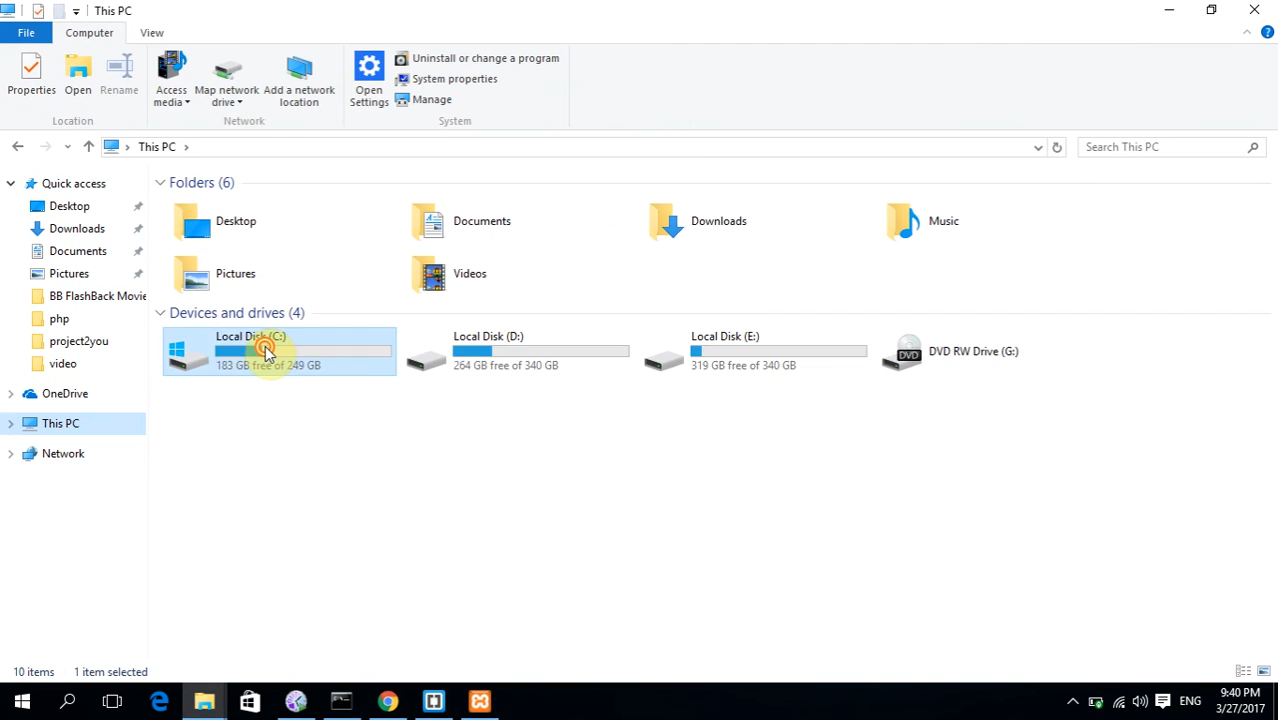 This PC
File
Computer
View
Properties
Open
Rename
Access media
Map network drive
Add a network location
Open Settings
Uninstall or change a program
System properties
Manage
Location
Network
System
This PC
Search This PC
Quick access
Desktop
Downloads
Documents
Pictures
BB FlashBack Movie
php
project2you
video
OneDrive
This PC
Network
Folders (6)
Desktop
Documents
Downloads
Music
Pictures
Videos
Devices and drives (4)
Local Disk (C:)
183 GB free of 249 GB
Local Disk (D:)
264 GB free of 340 GB
Local Disk (E:)
319 GB free of 340 GB
DVD RW Drive (G:)
DVD
10 items
1 item selected
ENG
9:40 PM
3/27/2017